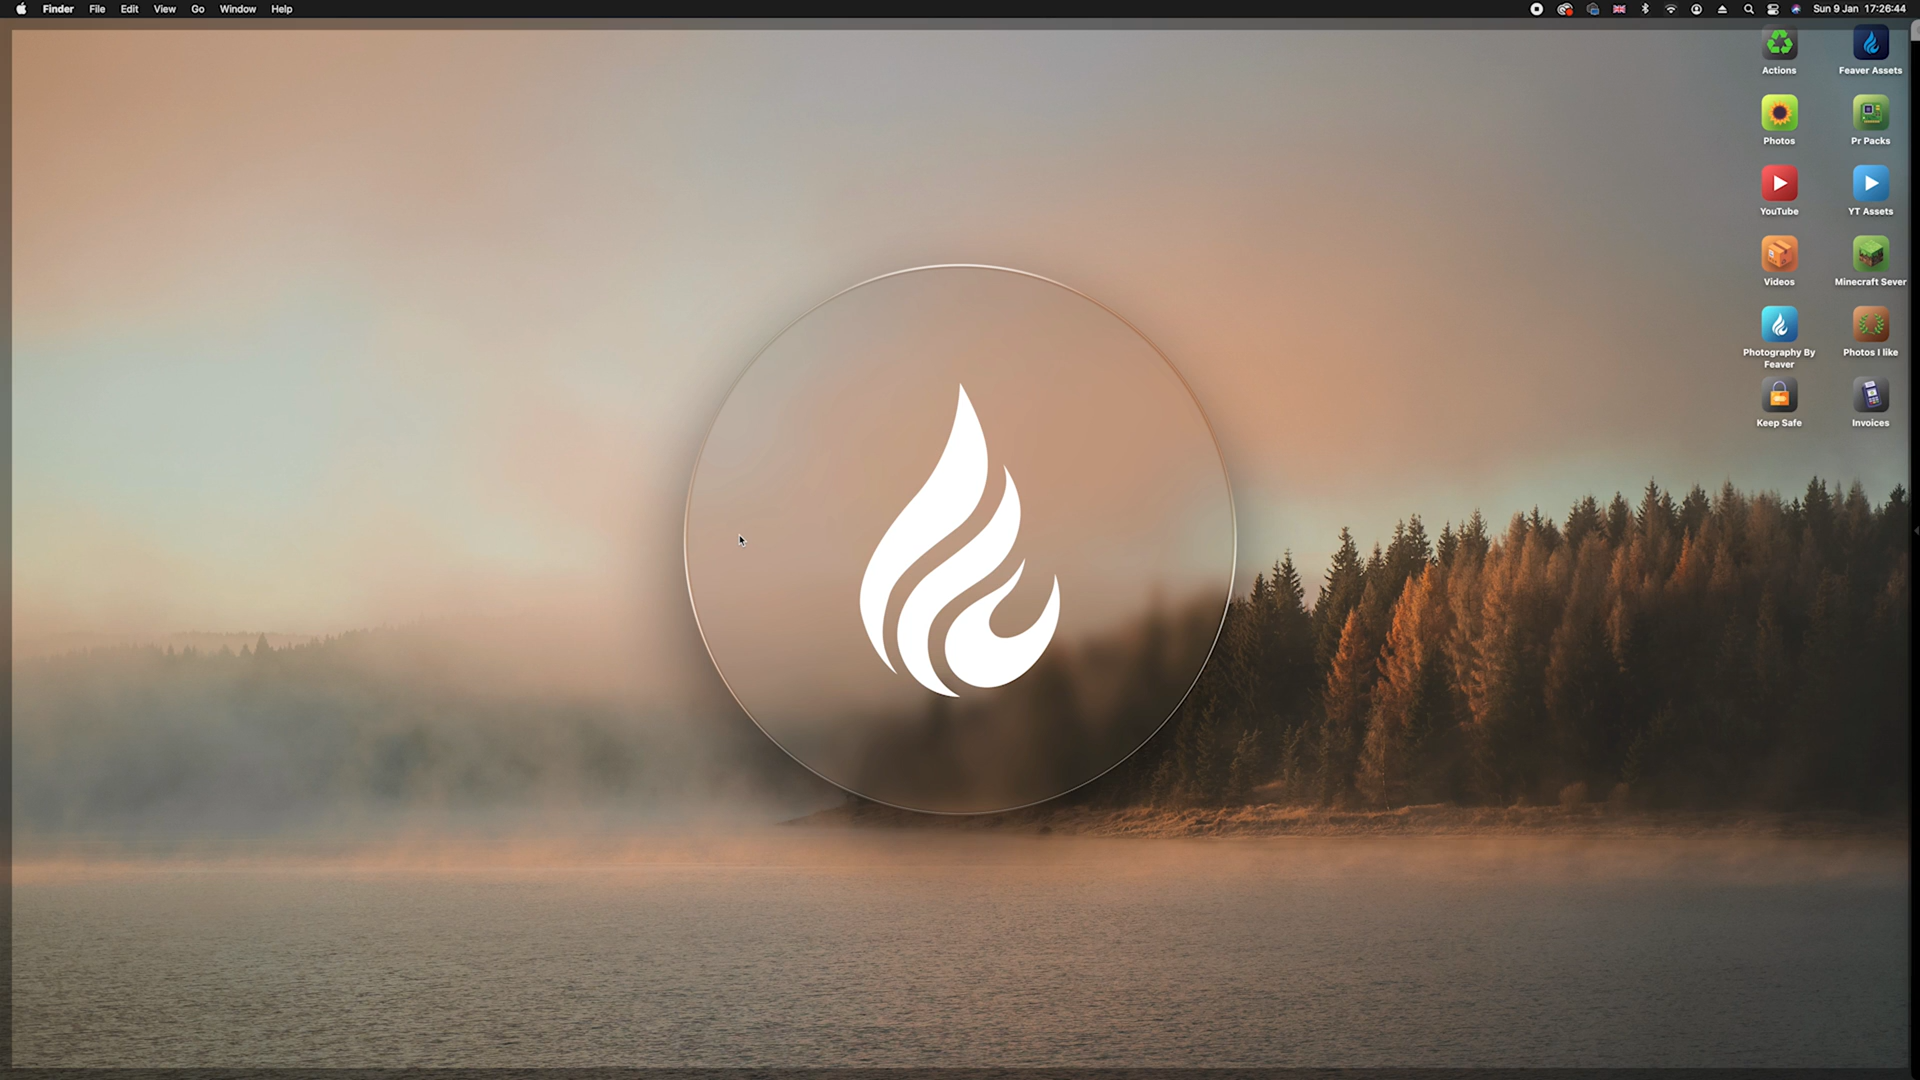 Finder File Edit View Go Window Help
Sun 9 Jan 17:26:44
Actions
Feaver Assets
Photos
Pr Packs
YouTube
YT Assets
Videos
Minecraft Sever
Photography By
Feaver
Photos I like
Keep Safe
Invoices